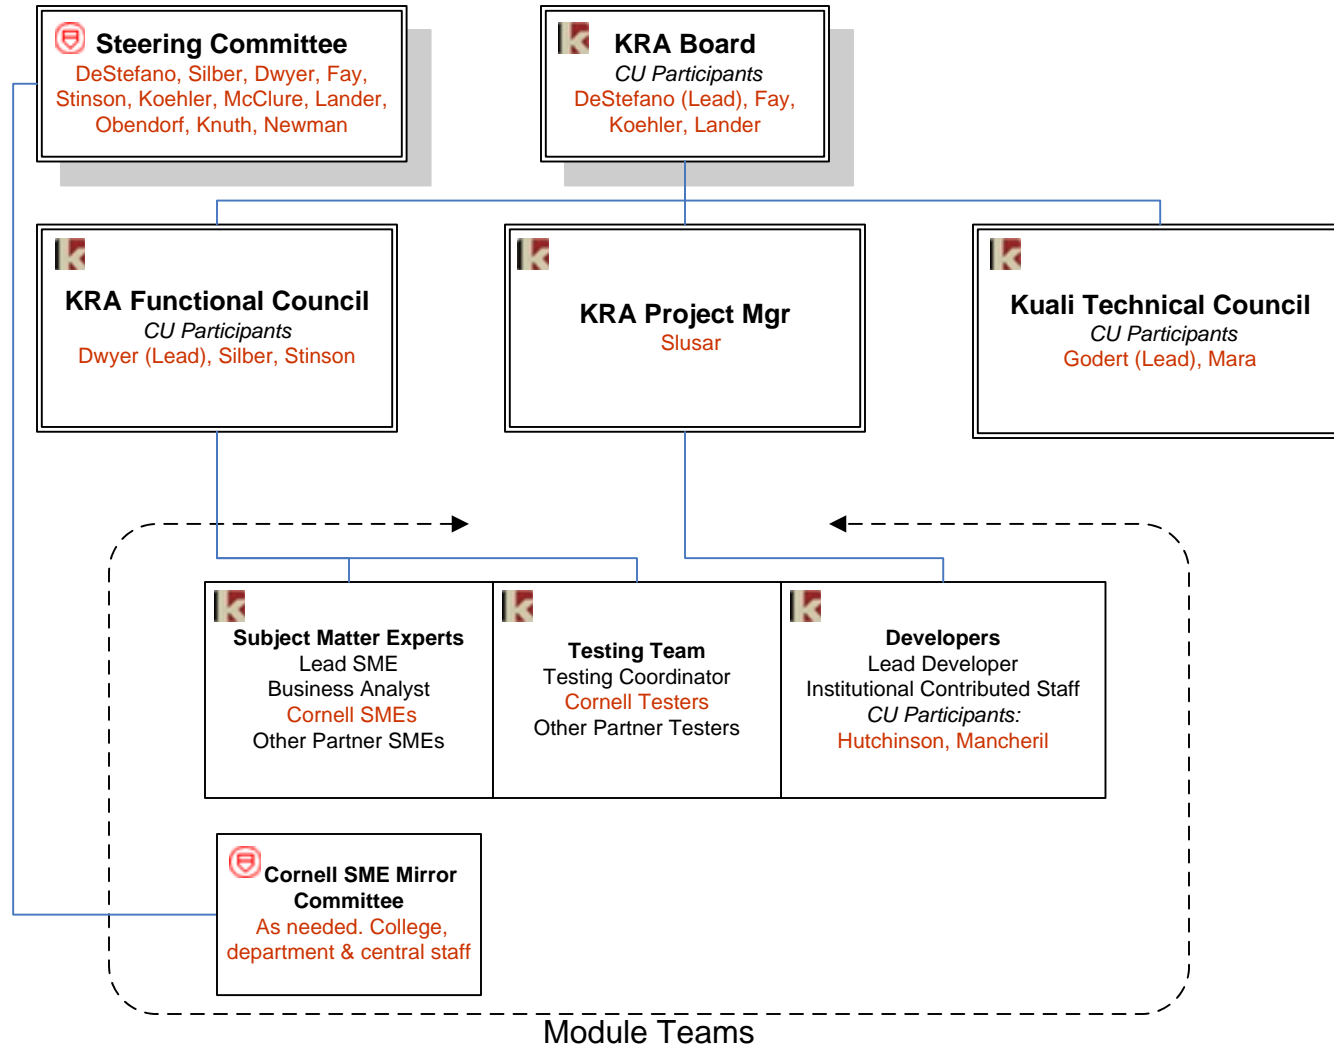 Steering Committee
DeStefano, Silber, Dwyer, Fay,
Stinson, Koehler, McClure, Lander,
Obendorf, Knuth, Newman
KRA Board
CU Participants
DeStefano (Lead), Fay,
Koehler, Lander
KRA Functional Council
CU Participants
Dwyer (Lead), Silber, Stinson
KRA Project Mgr
Slusar
Kuali Technical Council
CU Participants
Godert (Lead), Mara
Subject Matter Experts
Lead SME
Business Analyst
Cornell SMEs
Other Partner SMEs
Testing Team
Testing Coordinator
Cornell Testers
Other Partner Testers
Developers
Lead Developer
Institutional Contributed Staff
CU Participants:
Hutchinson, Mancheril
Cornell SME Mirror
Committee
As needed. College,
department & central staff
Module Teams